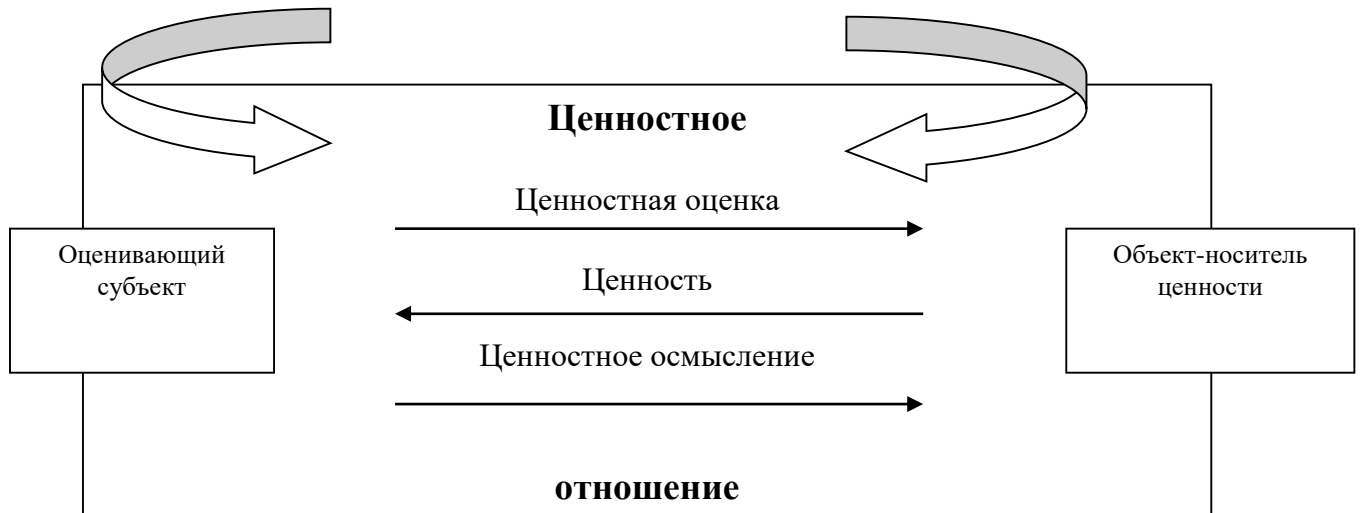 Ценностное
Ценностная оценка
Оценивающий
субъект
Ценность
Объект-носитель
ценности
Ценностное осмысление
отношение